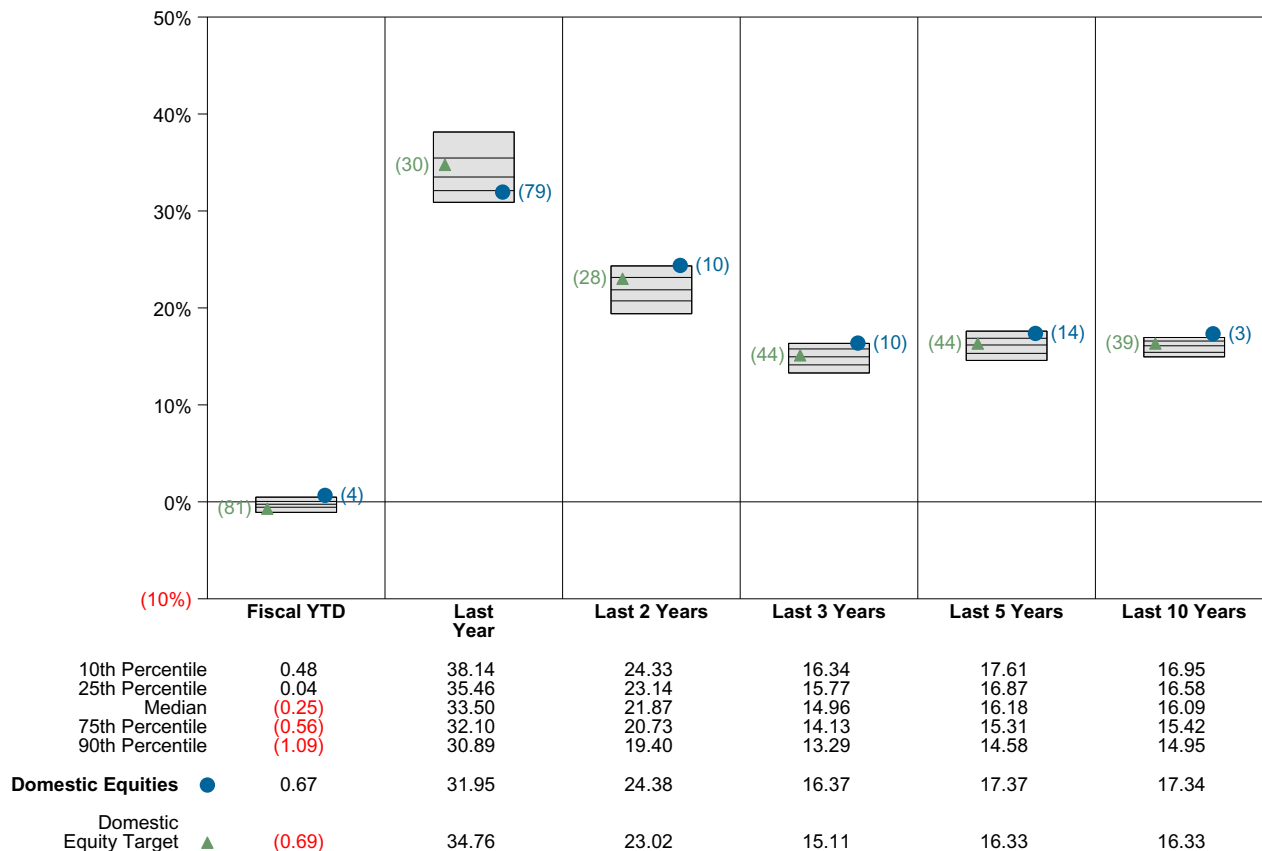 50%
40%
30%
20%
10%
0%
(10%)
(81)
(4)
(30)
(79)
(28)
(10)
(44)
(10)
(44)
(14)
(39)
(3)
Fiscal YTD
Last
Year
Last 2 Years
Last 3 Years
Last 5 Years
Last 10 Years
10th Percentile 0.48 38.14 24.33 16.34 17.61 16.95
25th Percentile 0.04 35.46 23.14 15.77 16.87 16.58
Median (0.25) 33.50 21.87 14.96 16.18 16.09
75th Percentile (0.56) 32.10 20.73 14.13 15.31 15.42
90th Percentile (1.09) 30.89 19.40 13.29 14.58 14.95
Domestic Equities 0.67 31.95 24.38 16.37 17.37 17.34
Domestic
Equity Target (0.69) 34.76 23.02 15.11 16.33 16.33